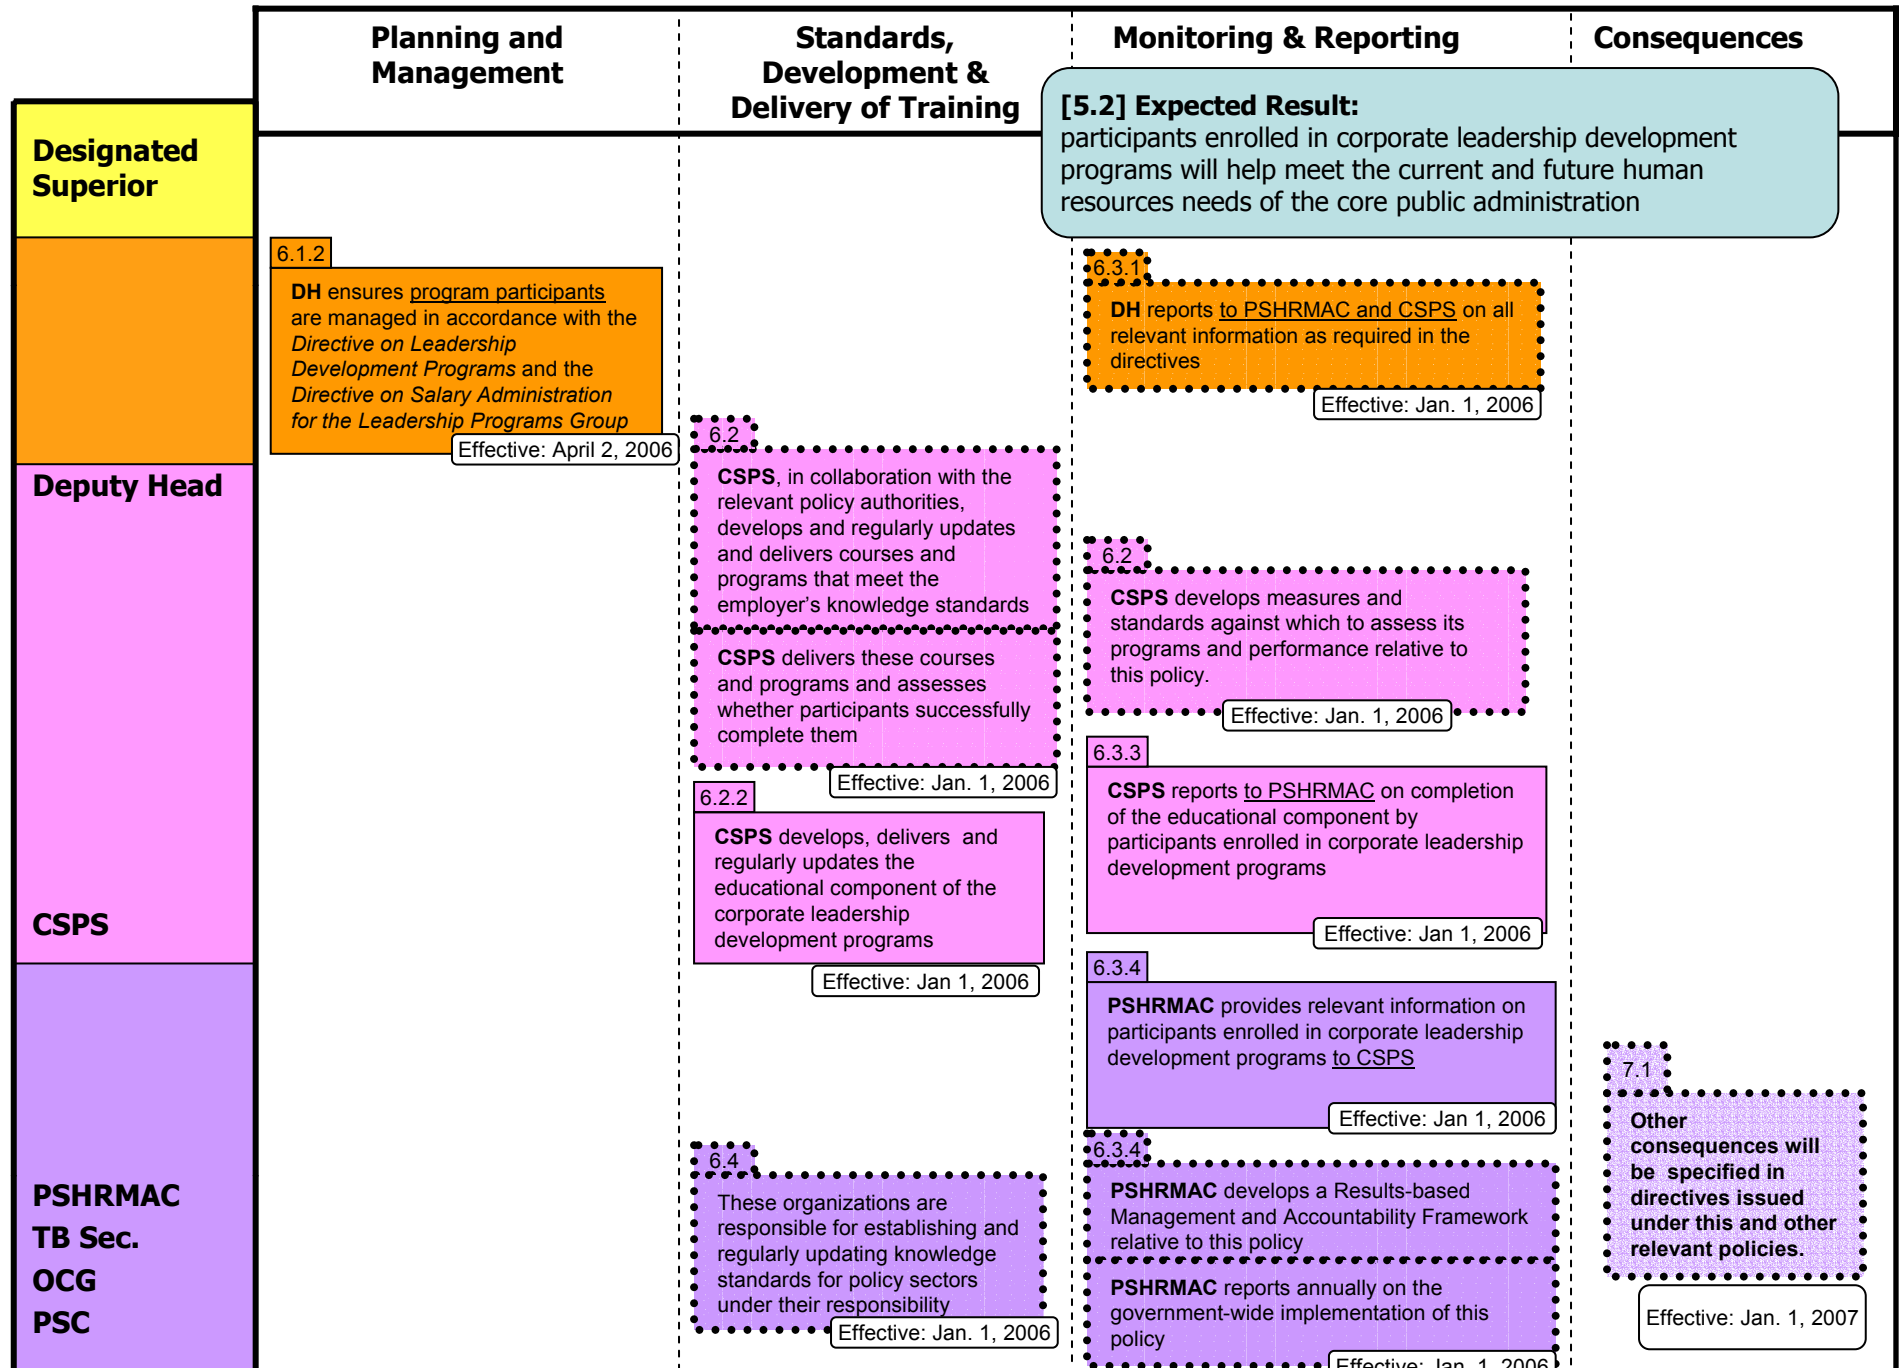 Planning and
Management
Standards,
Development &
Delivery of Training
Monitoring & Reporting
Consequences
[5.2] Expected Result:
participants enrolled in corporate leadership development
programs will help meet the current and future human
resources needs of the core public administration
Designated
Superior
6.1.2
DH ensures program participants
are managed in accordance with the
Directive on Leadership
Development Programs and the
Directive on Salary Administration
for the Leadership Programs Group
Effective: April 2, 2006
6.3.1
DH reports to PSHRMAC and CSPS on all
relevant information as required in the
directives
Effective: Jan. 1, 2006
Deputy Head
6.2
CSPS, in collaboration with the
relevant policy authorities,
develops and regularly updates
and delivers courses and
programs that meet the
employer's knowledge standards
CSPS delivers these courses
and programs and assesses
whether participants successfully
complete them
Effective: Jan. 1, 2006
6.2
CSPS develops measures and
standards against which to assess its
programs and performance relative to
this policy.
Effective: Jan. 1, 2006
6.2.2
CSPS develops, delivers and
regularly updates the
educational component of the
corporate leadership
development programs
Effective: Jan 1, 2006
6.3.3
CSPS reports to PSHRMAC on completion
of the educational component by
participants enrolled in corporate leadership
development programs
Effective: Jan 1, 2006
CSPS
6.3.4
PSHRMAC provides relevant information on
participants enrolled in corporate leadership
development programs to CSPS
Effective: Jan 1, 2006
7.1
Other
consequences will
be specified in
directives issued
under this and other
relevant policies.
Effective: Jan. 1, 2007
6.4
These organizations are
responsible for establishing and
regularly updating knowledge
standards for policy sectors
under their responsibility
Effective: Jan. 1, 2006
6.3.4
PSHRMAC develops a Results-based
Management and Accountability Framework
relative to this policy
PSHRMAC reports annually on the
government-wide implementation of this
policy
Effective: Jan. 1, 2006
PSHRMAC
TB Sec.
OCG
PSC